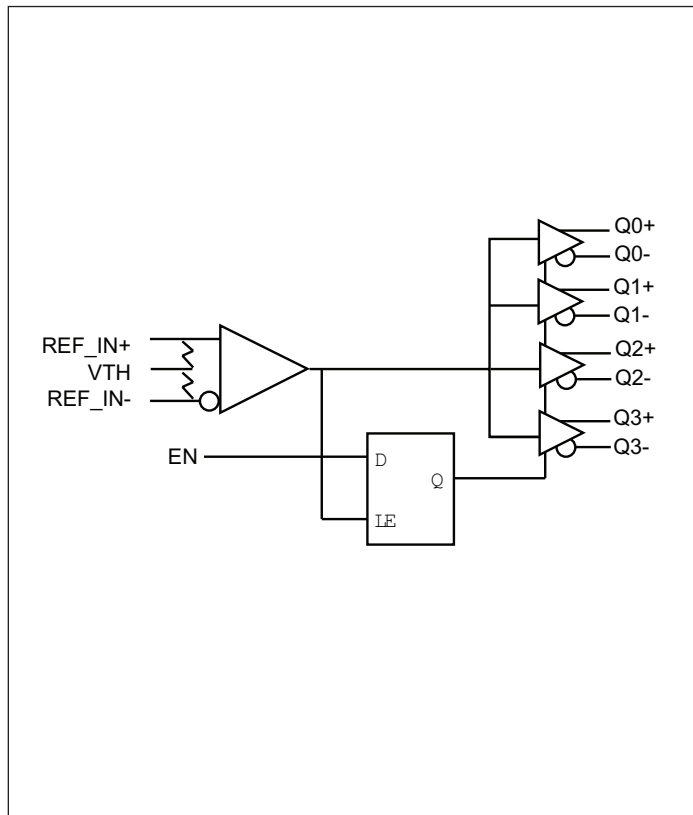 REF_IN+
VTH
REF_IN-
EN
D
Q
LE
Q0+
Q0-
Q1+
Q1-
Q2+
Q2-
Q3+
Q3-